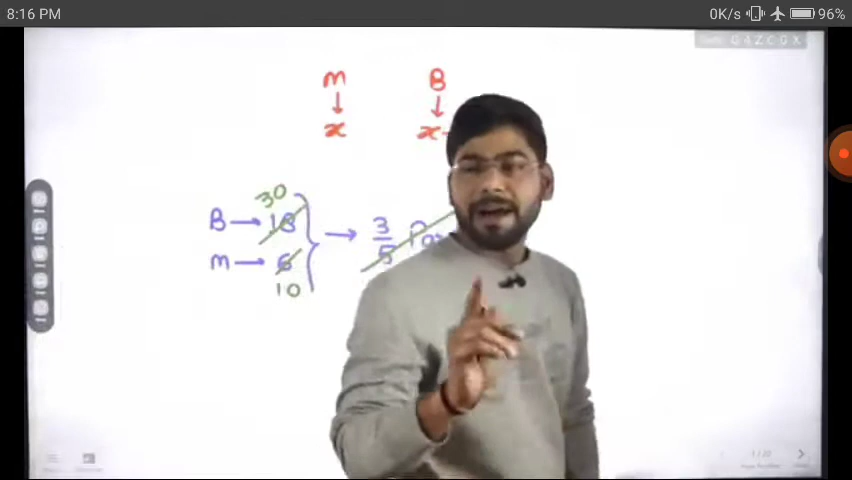 8:16 PM 0K/s 96%
m B
↓ ↓
x x-
30
B → 18
→ 3/5
m → 6
10